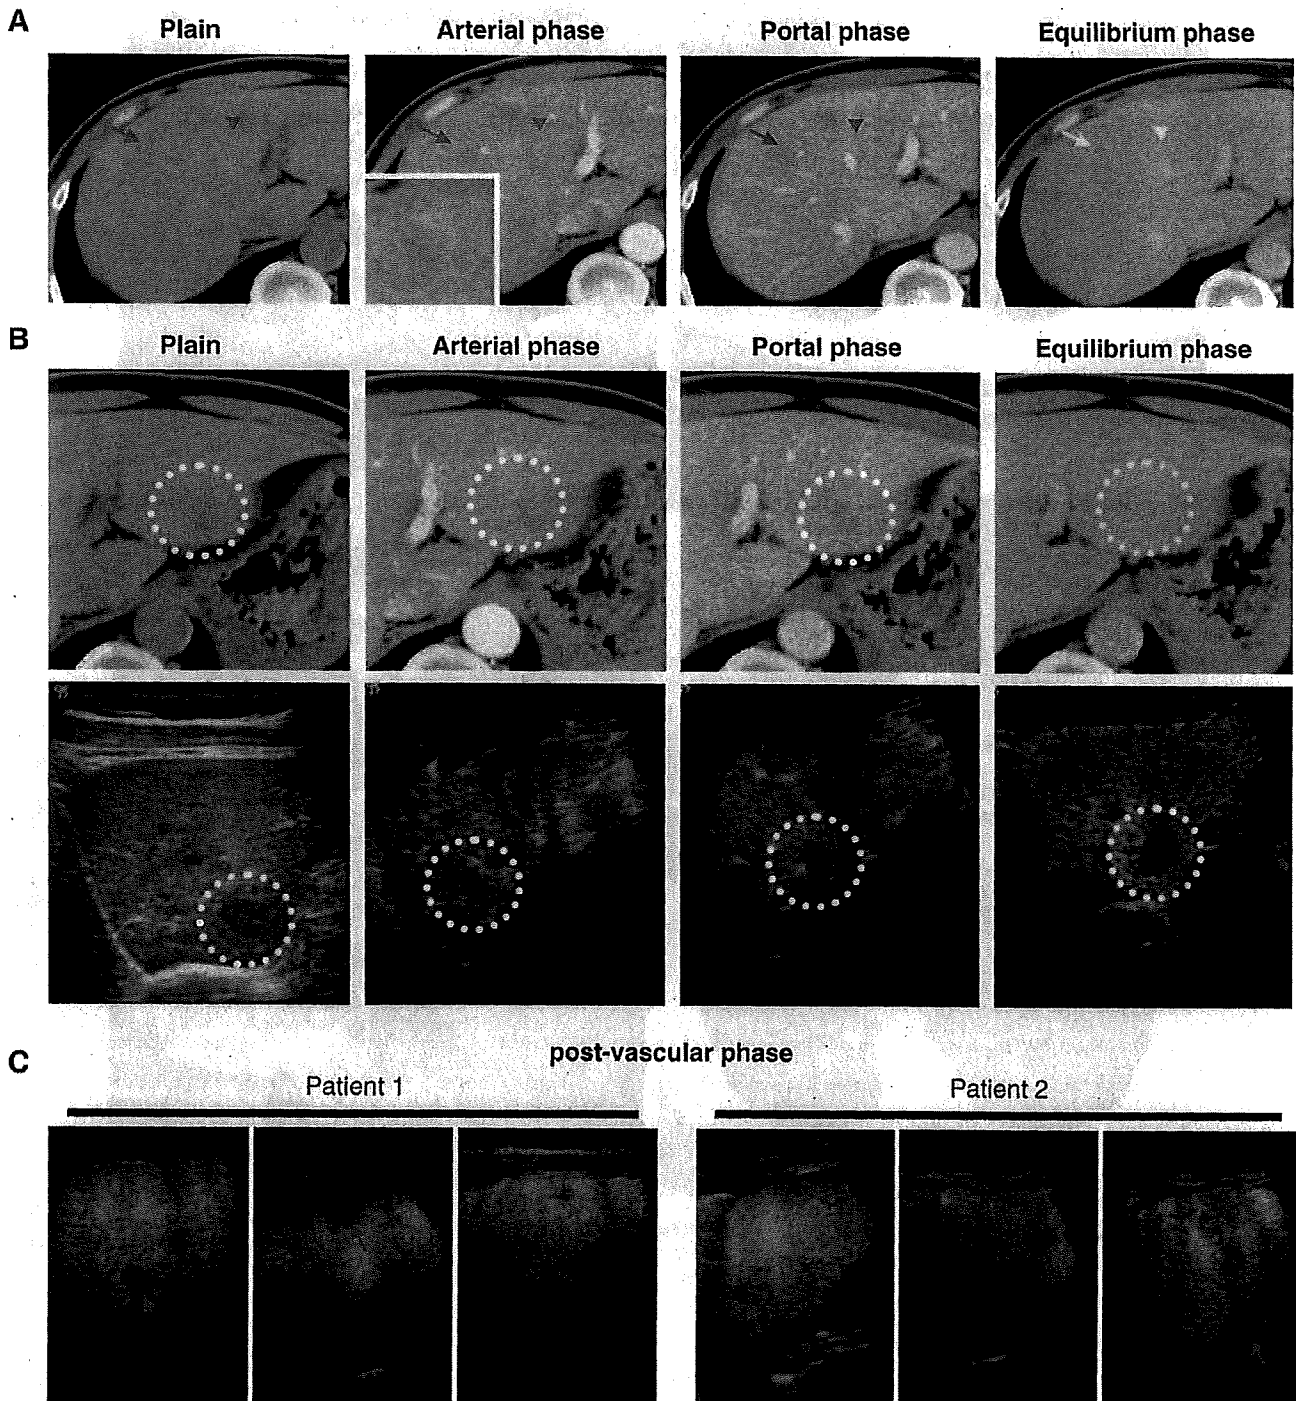 A
Plain
Arterial phase
Portal phase
Equilibrium phase
B
Plain
Arterial phase
Portal phase
Equilibrium phase
C
post-vascular phase
Patient 1
Patient 2